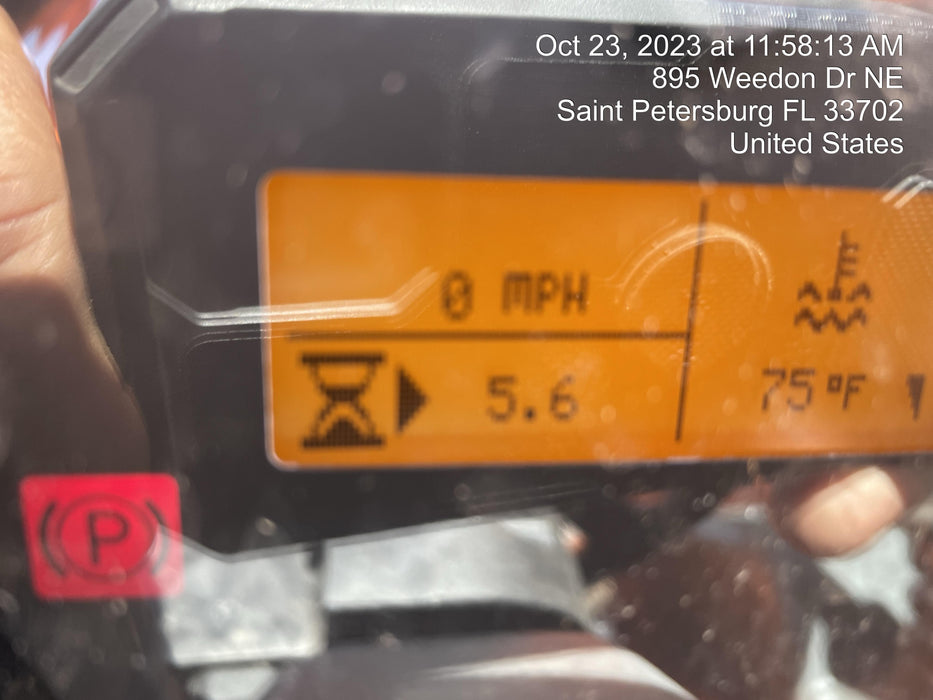 Oct 23, 2023 at 11:58:13 AM
895 Weedon Dr NE
Saint Petersburg FL 33702
United States
0 MPH
5.6
75°F
P